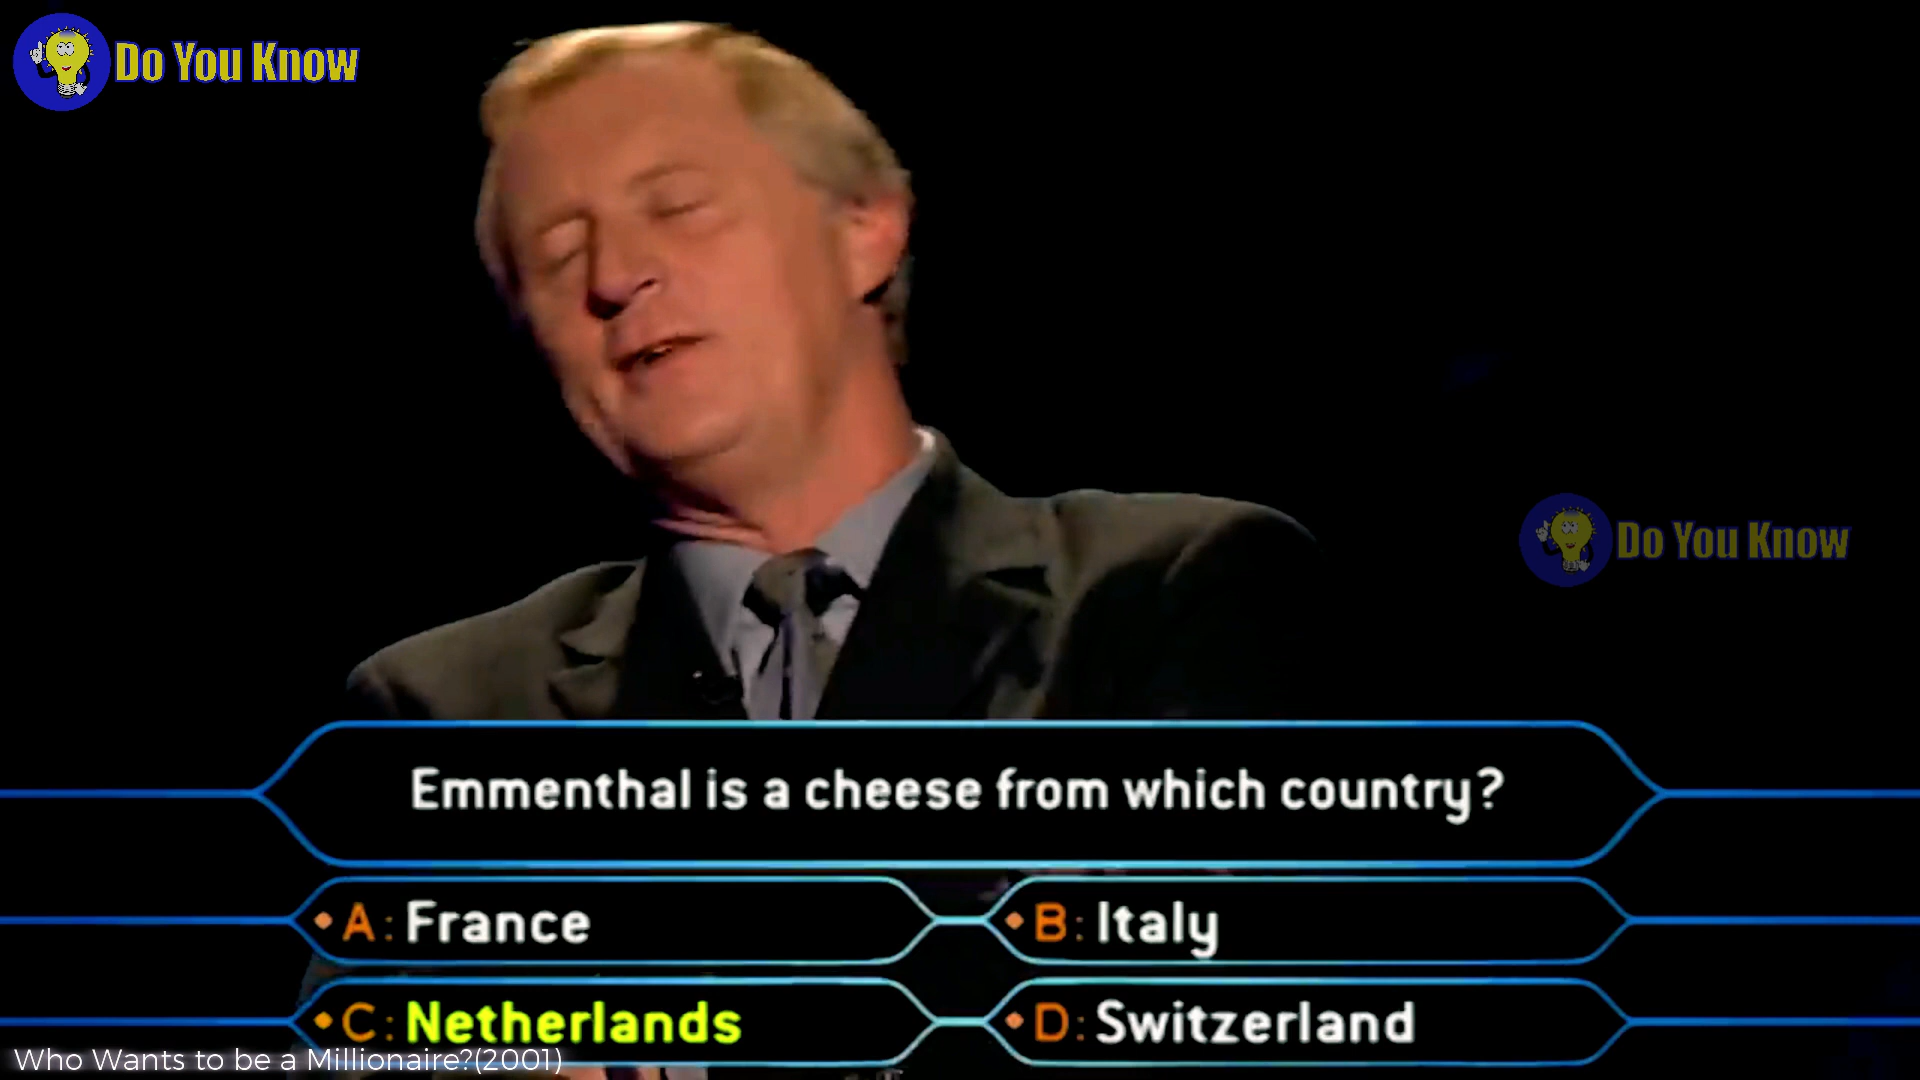 Do You Know
Do You Know
Emmenthal is a cheese from which country?
A: France
B: Italy
C: Netherlands
D: Switzerland
Who Wants to be a Millionaire?(2001)